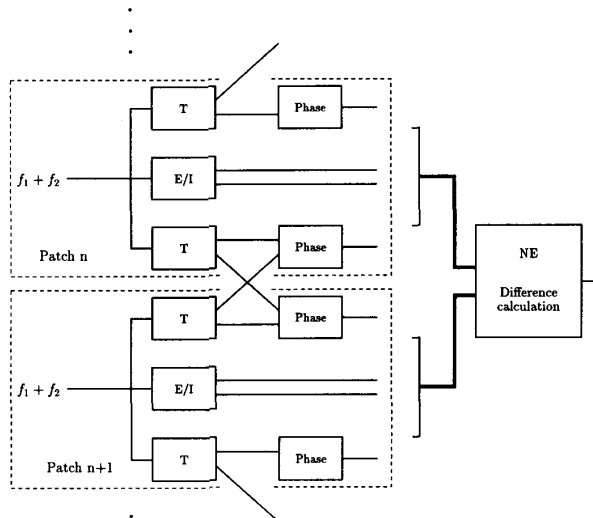 T
Phase
f₁ + f₂
E/I
T
Phase
Patch n
NE
Difference
calculation
T
Phase
f₁ + f₂
E/I
T
Phase
Patch n+1